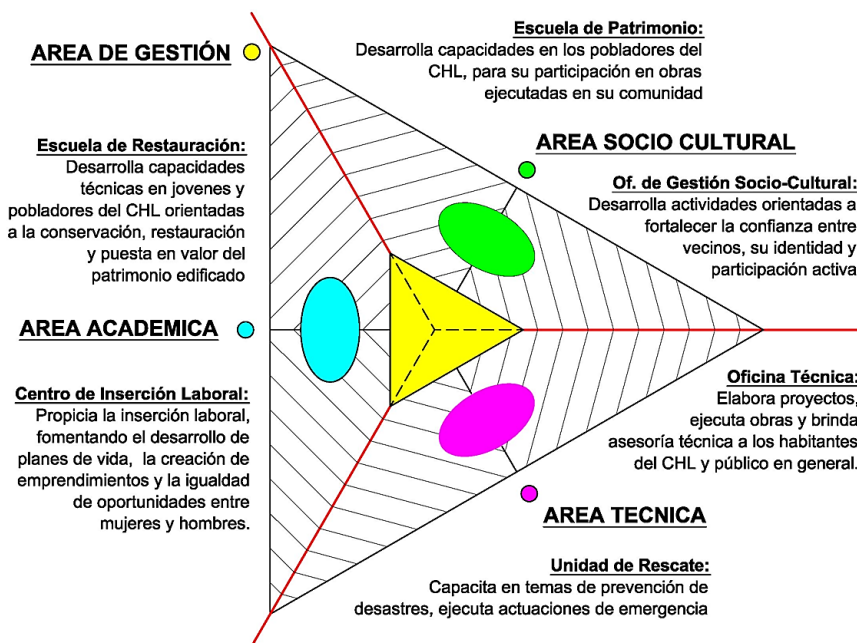 AREA DE GESTIÓN
Escuela de Patrimonio:
Desarrolla capacidades en los pobladores del
CHL, para su participación en obras
ejecutadas en su comunidad
Escuela de Restauración:
Desarrolla capacidades
técnicas en jovenes y
pobladores del CHL orientadas
a la conservación, restauración
y puesta en valor del
patrimonio edificado
AREA SOCIO CULTURAL
Of. de Gestión Socio-Cultural:
Desarrolla actividades orientadas a
fortalecer la confianza entre
vecinos, su identidad y
participación activa
AREA ACADEMICA
Centro de Inserción Laboral:
Propicia la inserción laboral,
fomentando el desarrollo de
planes de vida, la creación de
emprendimientos y la igualdad
de oportunidades entre
mujeres y hombres.
Oficina Técnica:
Elabora proyectos,
ejecuta obras y brinda
asesoría técnica a los habitantes
del CHL y público en general.
AREA TECNICA
Unidad de Rescate:
Capacita en temas de prevención de
desastres, ejecuta actuaciones de emergencia